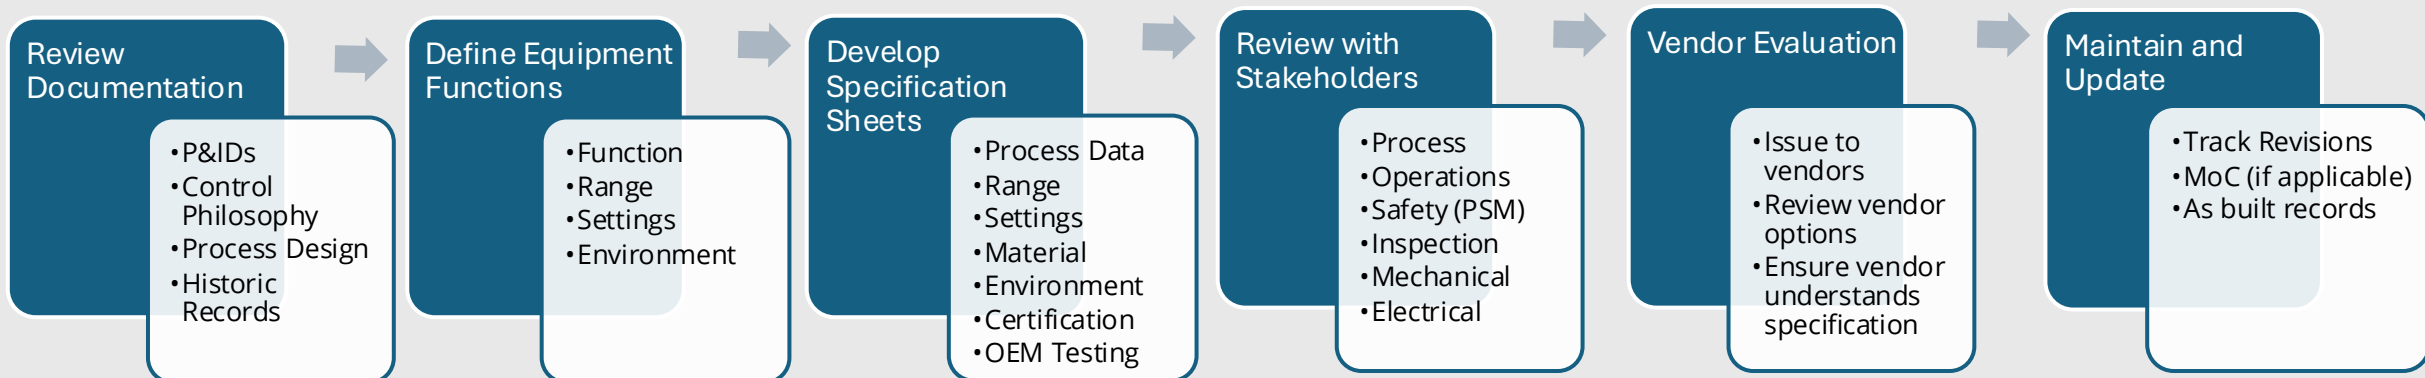 Review
Documentation
•P&IDs
•Control
Philosophy
•Process Design
•Historic
Records
Define Equipment
Functions
•Function
•Range
•Settings
•Environment
Develop
Specification
Sheets
•Process Data
•Range
•Settings
•Material
•Environment
•Certification
•OEM Testing
Review with
Stakeholders
•Process
•Operations
•Safety (PSM)
•Inspection
•Mechanical
•Electrical
Vendor Evaluation
•Issue to
vendors
•Review vendor
options
•Ensure vendor
understands
specification
Maintain and
Update
•Track Revisions
•MoC (if applicable)
•As built records